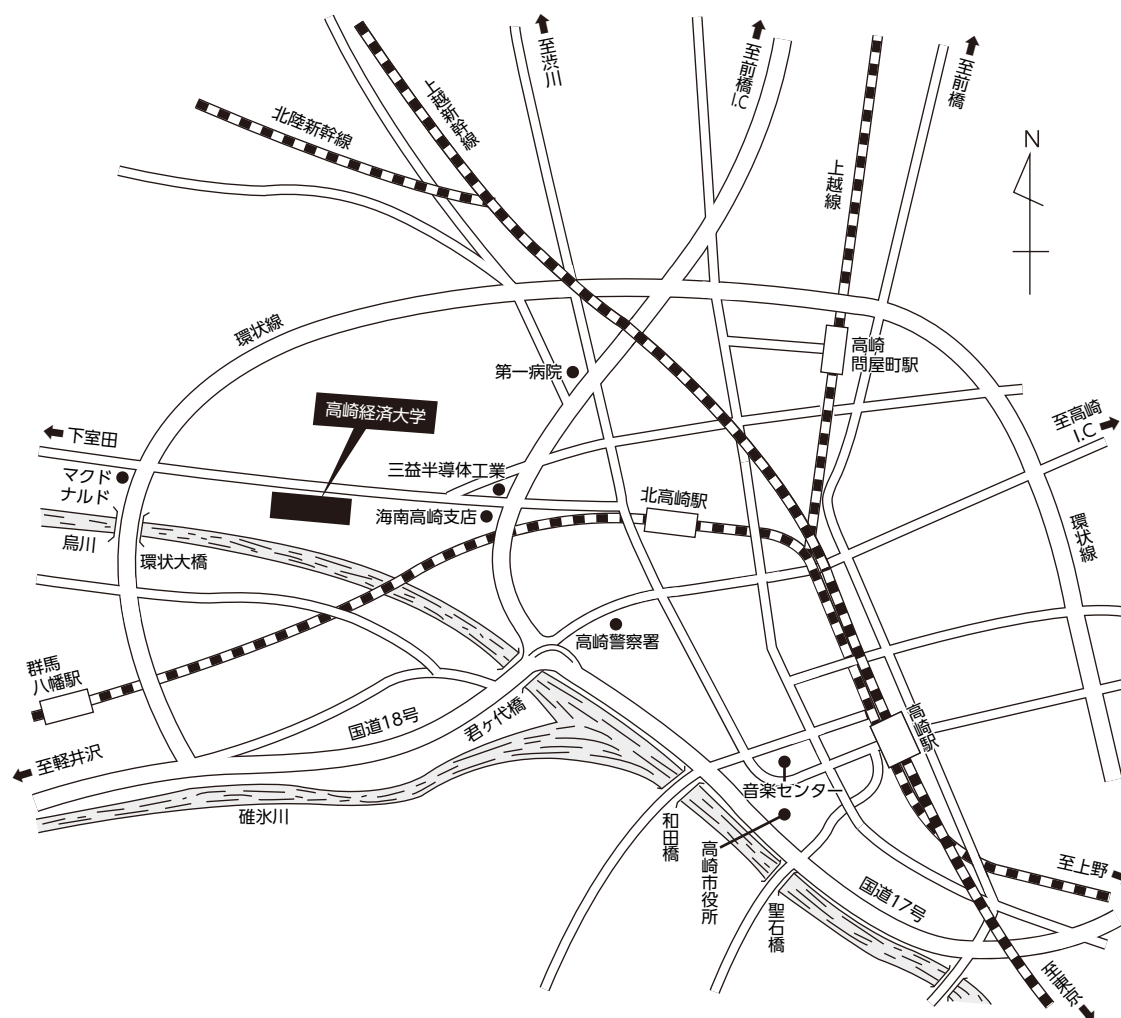 至渋川
至前橋
I.C
至前橋
上越新幹線
北陸新幹線
上越線
N
環状線
高崎
問屋町駅
第一病院
高崎経済大学
至高崎
I.C
下室田
マクド
ナルド
三益半導体工業
海南高崎支店
北高崎駅
環状線
烏川
環状大橋
高崎警察署
群馬
八幡駅
国道18号
君ヶ代橋
高崎駅
至軽井沢
碓氷川
音楽センター
和田橋
高崎市役所
聖石橋
国道17号
至上野
至東京